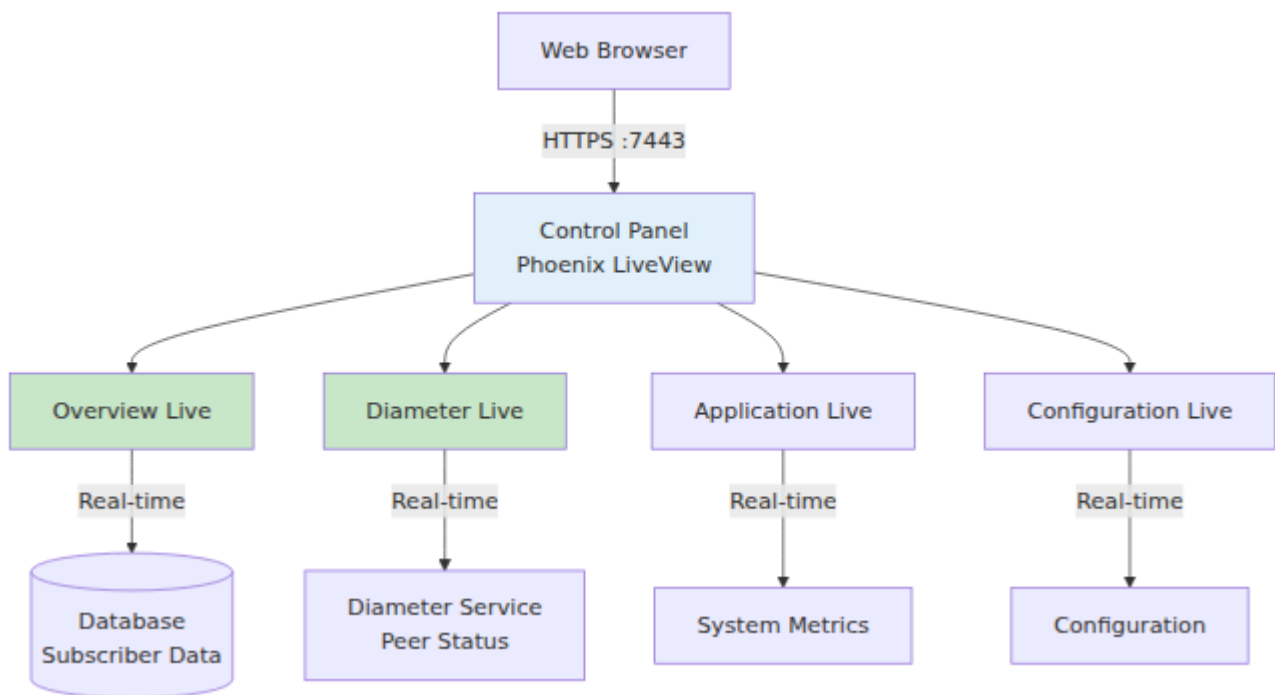 Web Browser
HTTPS :7443
Control Panel
Phoenix LiveView
Overview Live
Diameter Live
Application Live
Configuration Live
Real-time
Real-time
Real-time
Real-time
Database
Subscriber Data
Diameter Service
Peer Status
System Metrics
Configuration